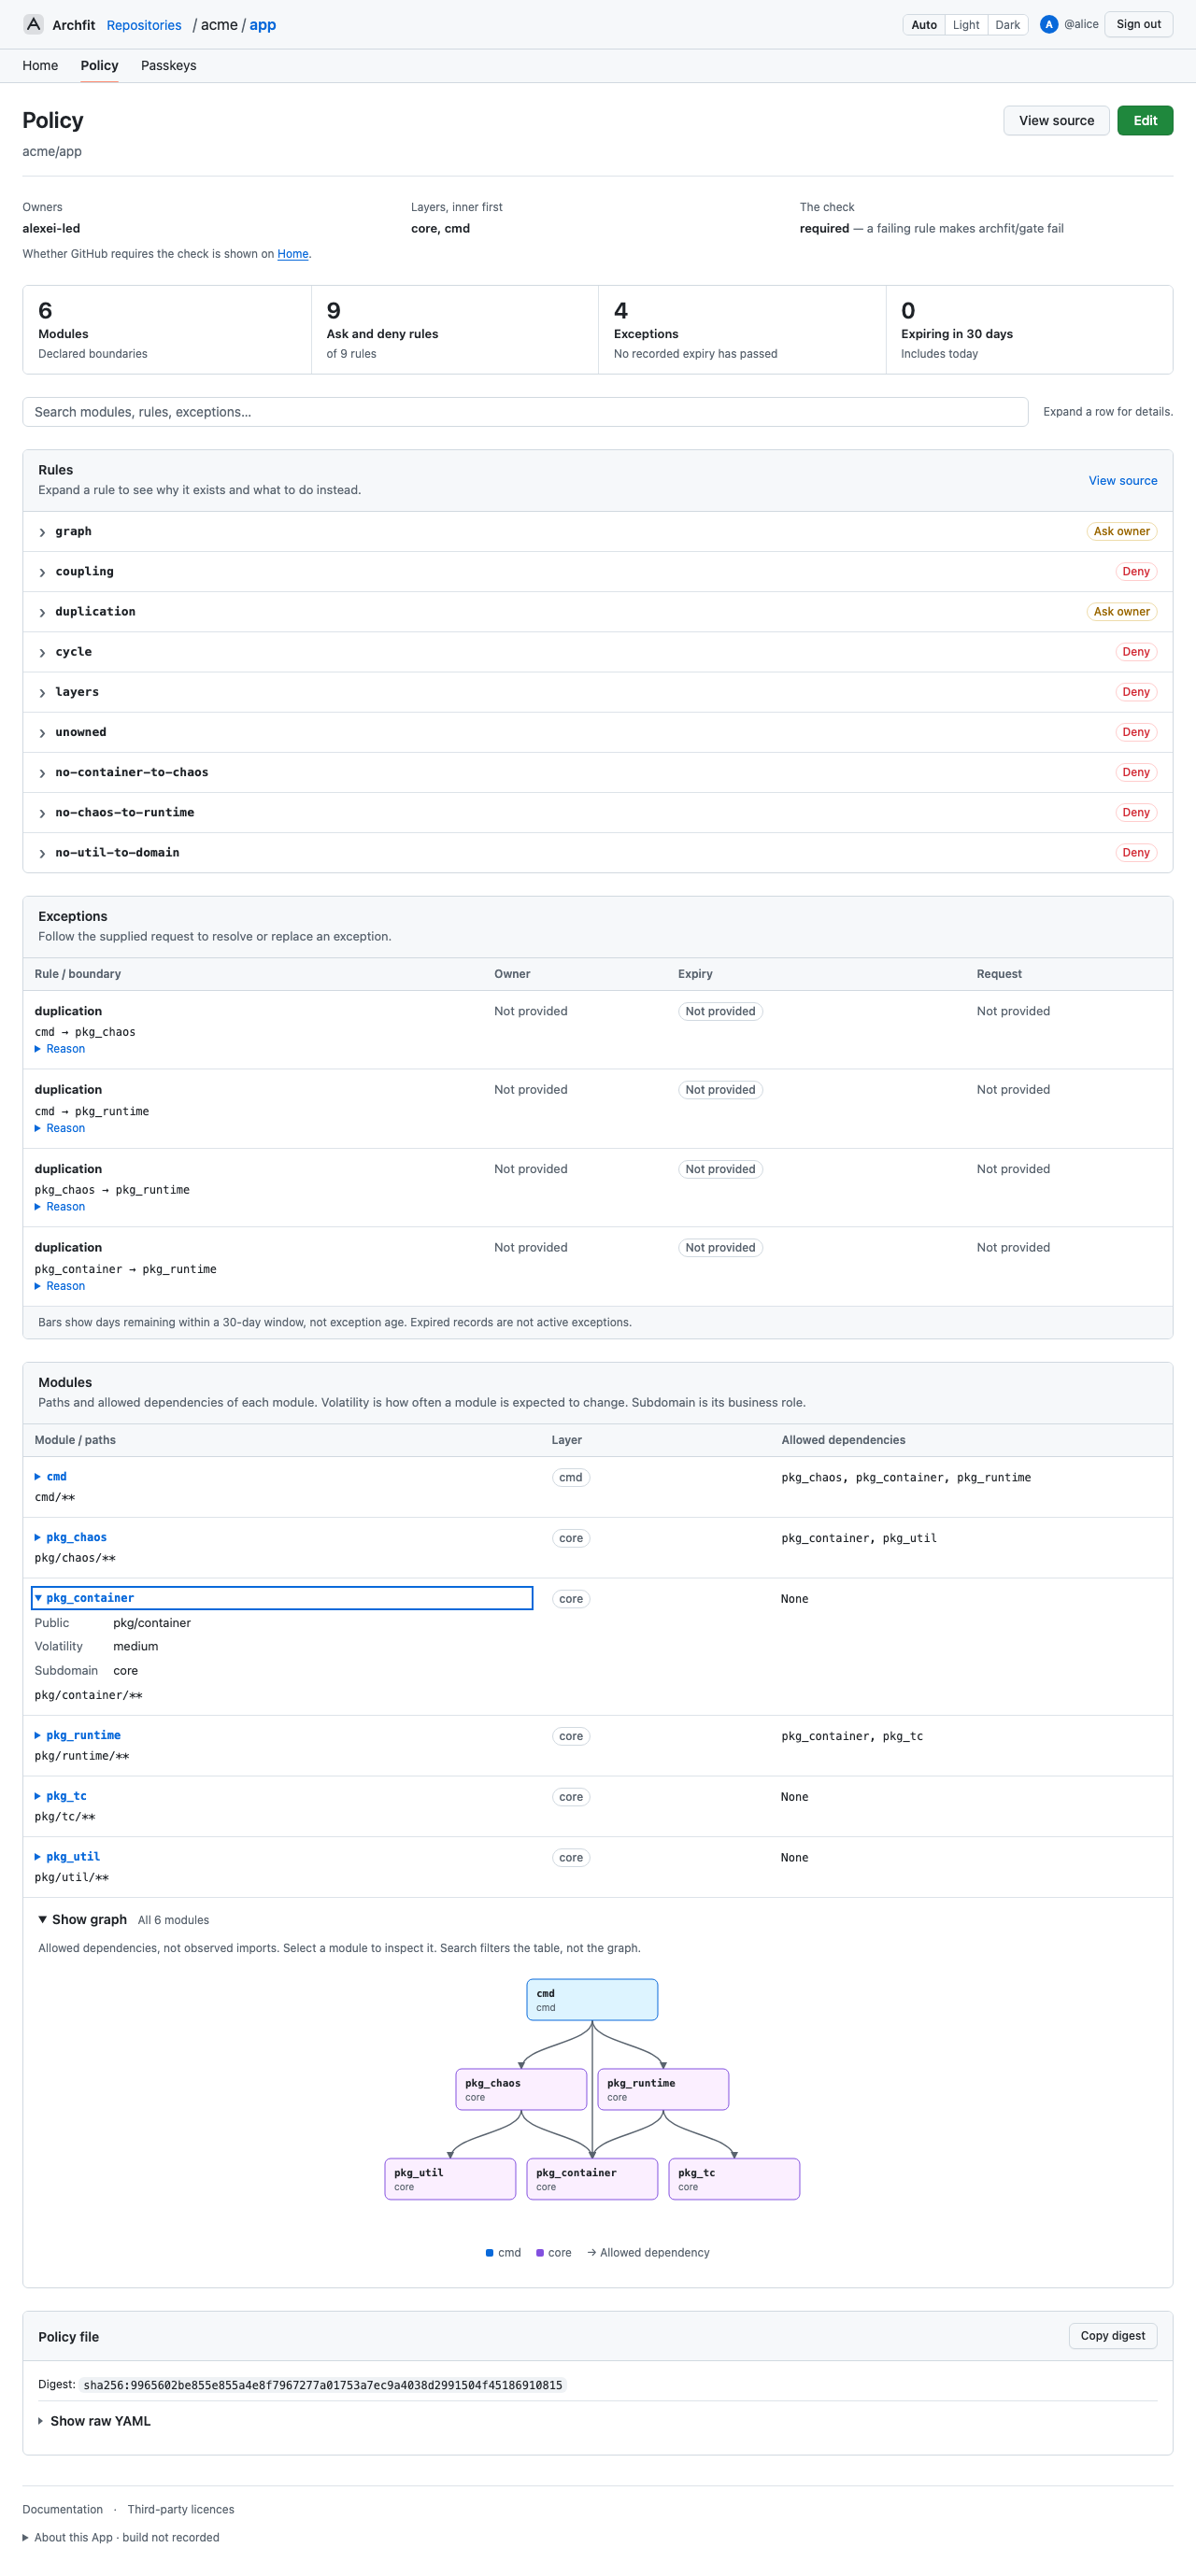 Archfit Repositories / acme / app
Auto Light Dark A @alice Sign out
Home Policy Passkeys
Policy
View source Edit
acme/app
Owners
alexei-led
Layers, inner first
core, cmd
The check
required — a failing rule makes archfit/gate fail
Whether GitHub requires the check is shown on Home.
6
Modules
Declared boundaries
9
Ask and deny rules
of 9 rules
4
Exceptions
No recorded expiry has passed
0
Expiring in 30 days
Includes today
Search modules, rules, exceptions...
Expand a row for details.
Rules
Expand a rule to see why it exists and what to do instead.
View source
graph Ask owner
coupling Deny
duplication Ask owner
cycle Deny
layers Deny
unowned Deny
no-container-to-chaos Deny
no-chaos-to-runtime Deny
no-util-to-domain Deny
Exceptions
Follow the supplied request to resolve or replace an exception.
Rule / boundary Owner Expiry Request
duplication Not provided Not provided Not provided
cmd → pkg_chaos
Reason
duplication Not provided Not provided Not provided
cmd → pkg_runtime
Reason
duplication Not provided Not provided Not provided
pkg_chaos → pkg_runtime
Reason
duplication Not provided Not provided Not provided
pkg_container → pkg_runtime
Reason
Bars show days remaining within a 30-day window, not exception age. Expired records are not active exceptions.
Modules
Paths and allowed dependencies of each module. Volatility is how often a module is expected to change. Subdomain is its business role.
Module / paths Layer Allowed dependencies
cmd cmd pkg_chaos, pkg_container, pkg_runtime
cmd/**
pkg_chaos core pkg_container, pkg_util
pkg/chaos/**
pkg_container core None
Public pkg/container
Volatility medium
Subdomain core
pkg/container/**
pkg_runtime core pkg_container, pkg_tc
pkg/runtime/**
pkg_tc core None
pkg/tc/**
pkg_util core None
pkg/util/**
Show graph All 6 modules
Allowed dependencies, not observed imports. Select a module to inspect it. Search filters the table, not the graph.
cmd
cmd
pkg_chaos
core
pkg_runtime
core
pkg_util
core
pkg_container
core
pkg_tc
core
cmd core → Allowed dependency
Policy file
Copy digest
Digest: sha256:9965602be855e855a4e8f7967277a01753a7ec9a4038d2991504f45186910815
Show raw YAML
Documentation · Third-party licences
About this App · build not recorded